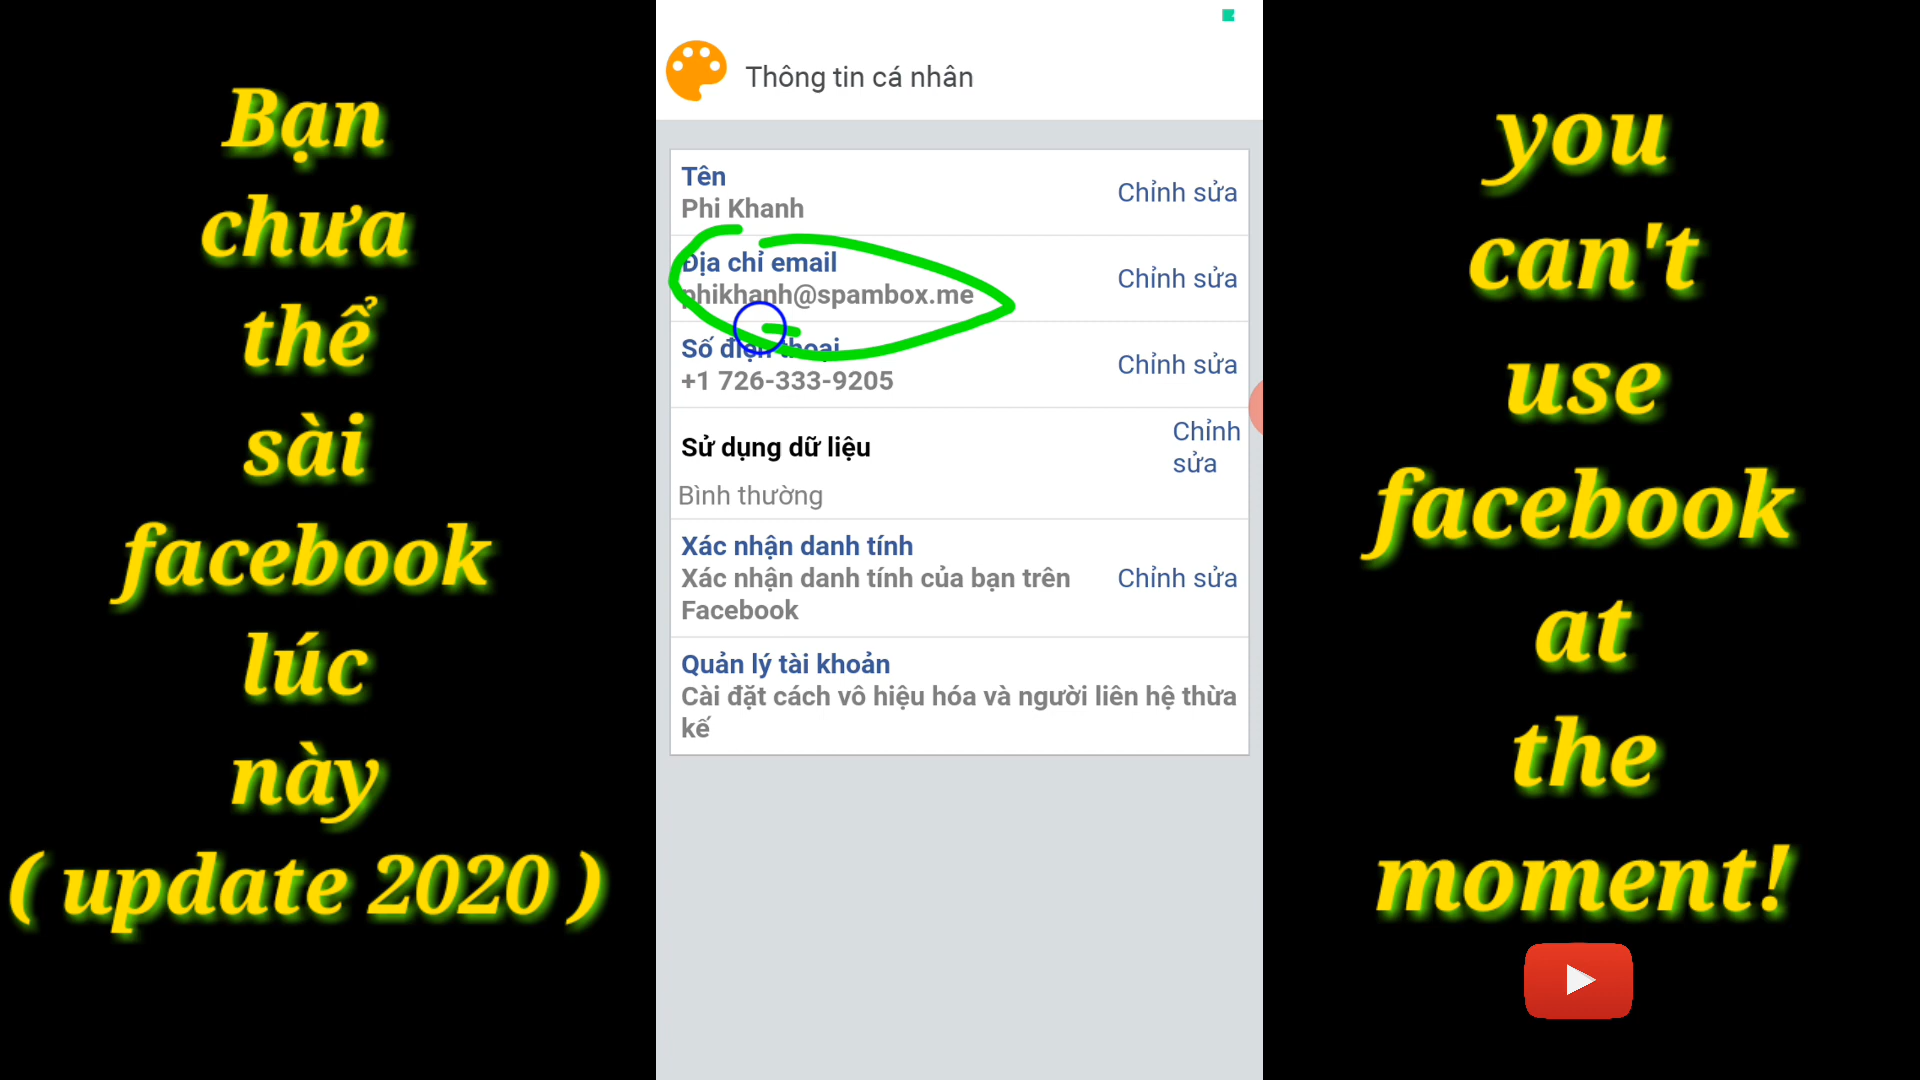 Bạn
chưa
thể
sài
facebook
lúc
này
( update 2020 )
Thông tin cá nhân
Tên
Phi Khanh
Chỉnh sửa
Địa chỉ email
phikhanh@spambox.me
Chỉnh sửa
Số điện thoại
+1 726-333-9205
Chỉnh sửa
Sử dụng dữ liệu
Chỉnh
sửa
Bình thường
Xác nhận danh tính
Xác nhận danh tính của bạn trên
Facebook
Chỉnh sửa
Quản lý tài khoản
Cài đặt cách vô hiệu hóa và người liên hệ thừa
kế
you
can't
use
facebook
at
the
moment!